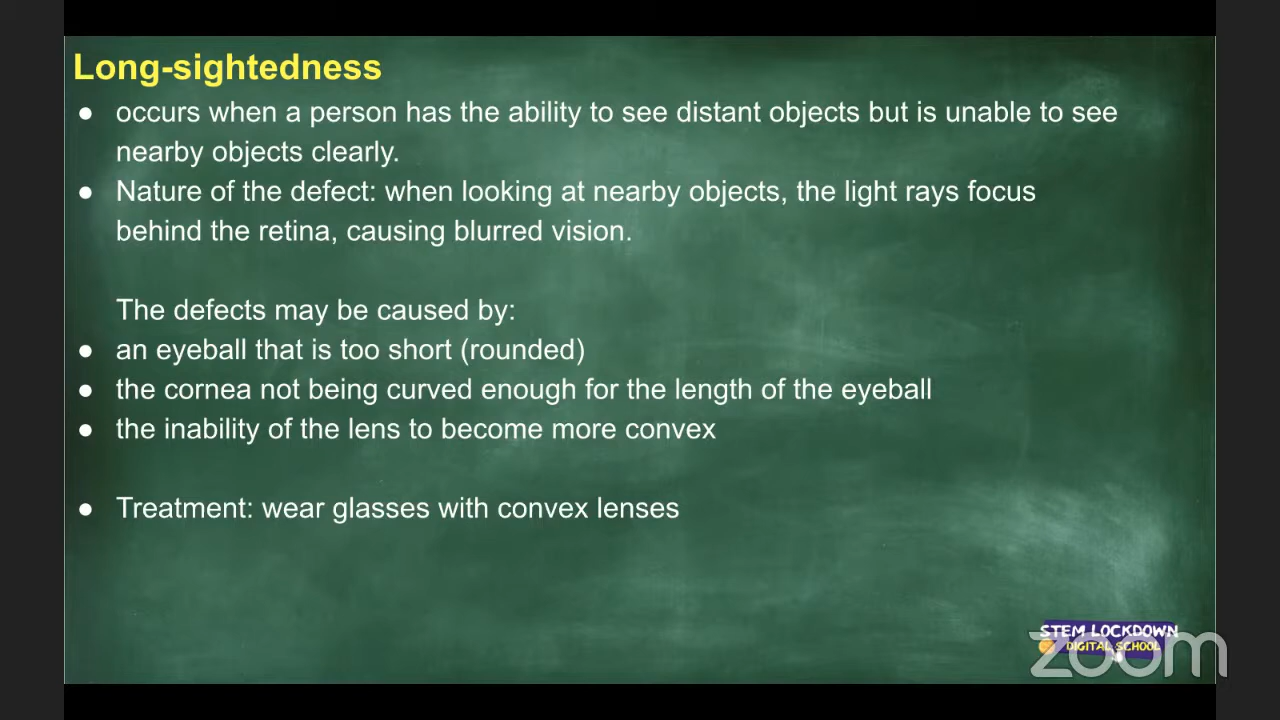 Long-sightedness
● occurs when a person has the ability to see distant objects but is unable to see
nearby objects clearly.
● Nature of the defect: when looking at nearby objects, the light rays focus
behind the retina, causing blurred vision.
The defects may be caused by:
● an eyeball that is too short (rounded)
● the cornea not being curved enough for the length of the eyeball
● the inability of the lens to become more convex
● Treatment: wear glasses with convex lenses
STEM LOCKDOWN
DIGITAL SCHOOL
zoom